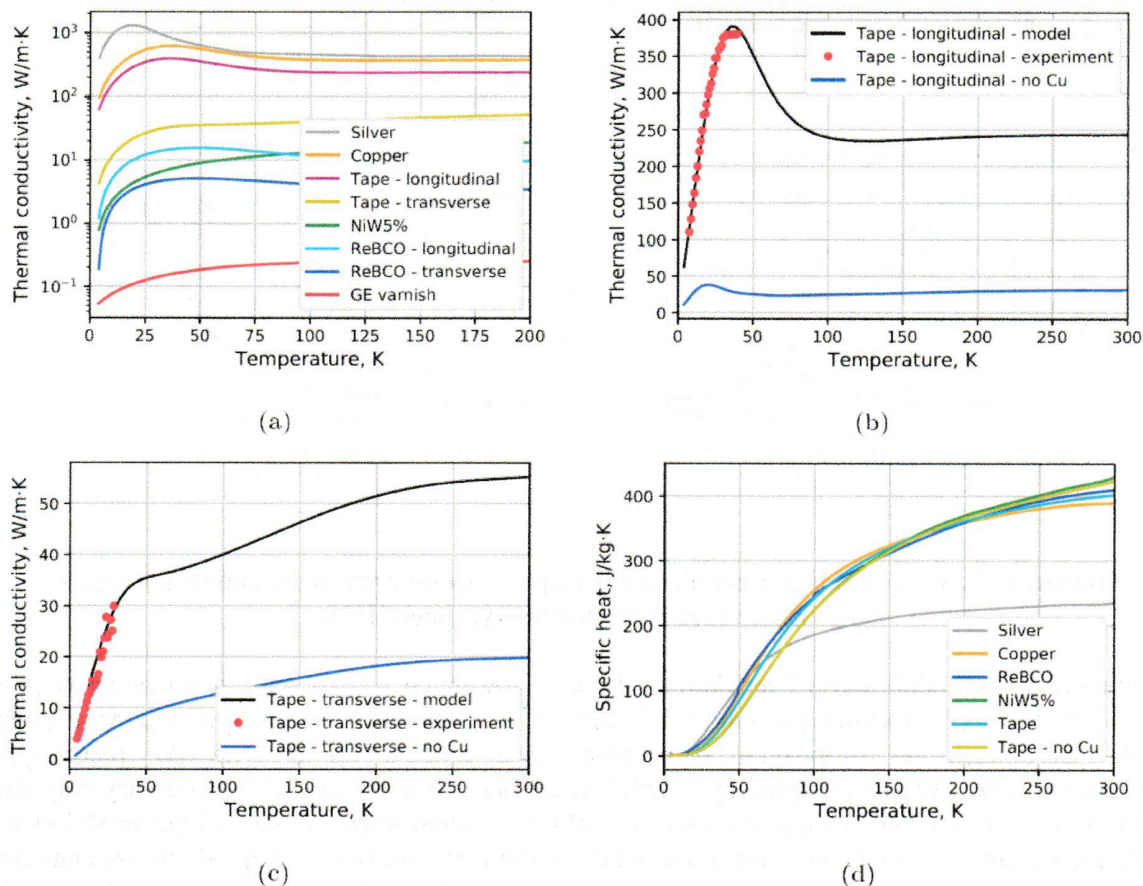 10³
10²
10¹
10⁰
10⁻¹
Thermal conductivity, W/m·K
Silver
Copper
Tape - longitudinal
Tape - transverse
NiW5%
ReBCO - longitudinal
ReBCO - transverse
GE varnish
0 25 50 75 100 125 150 175 200
Temperature, K
(a)
400
350
300
250
200
150
100
50
0
Thermal conductivity, W/m·K
Tape - longitudinal - model
Tape - longitudinal - experiment
Tape - longitudinal - no Cu
0 50 100 150 200 250 300
Temperature, K
(b)
50
40
30
20
10
0
Thermal conductivity, W/m·K
Tape - transverse - model
Tape - transverse - experiment
Tape - transverse - no Cu
0 50 100 150 200 250 300
Temperature, K
(c)
400
300
200
100
0
Specific heat, J/kg·K
Silver
Copper
ReBCO
NiW5%
Tape
Tape - no Cu
0 50 100 150 200 250 300
Temperature, K
(d)